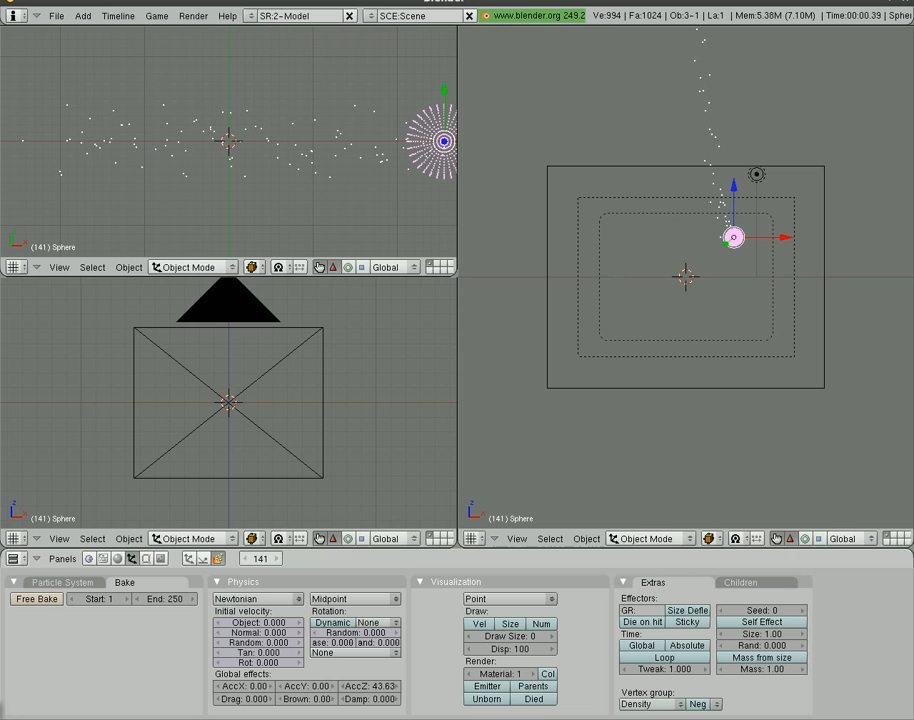 File Add Timeline Game Render Help SR:2-Model SCE:Scene www.blender.org 249.2 Ve:994 | Fa:1024 | Ob:3-1 | La:1 | Mem:5.38M (7.10M) | Time:00:00.39 | Spher
(141) Sphere
View Select Object Object Mode Global
(141) Sphere
View Select Object Object Mode Global
(141) Sphere
View Select Object Object Mode Global
Panels 141
Particle System Bake
Free Bake Start: 1 End: 250
Physics
Newtonian Midpoint
Initial velocity: Rotation:
Object: 0.000 Dynamic None
Normal: 0.000 Random: 0.000
Random: 0.000 ase: 0.000 and: 0.000
Tan: 0.000 None
Rot: 0.000
Global effects:
AccX: 0.00 AccY: 0.00 AccZ: 43.63
Drag: 0.000 Brown: 0.00 Damp: 0.000
Visualization
Point
Draw:
Vel Size Num
Draw Size: 0
Disp: 100
Render:
Material: 1 Col
Emitter Parents
Unborn Died
Extras Children
Effectors:
GR: Size Defle
Die on hit Sticky
Time:
Global Absolute
Loop
Tweak: 1.000
Seed: 0
Self Effect
Size: 1.00
Rand: 0.000
Mass from size
Mass: 1.00
Vertex group:
Density Neg